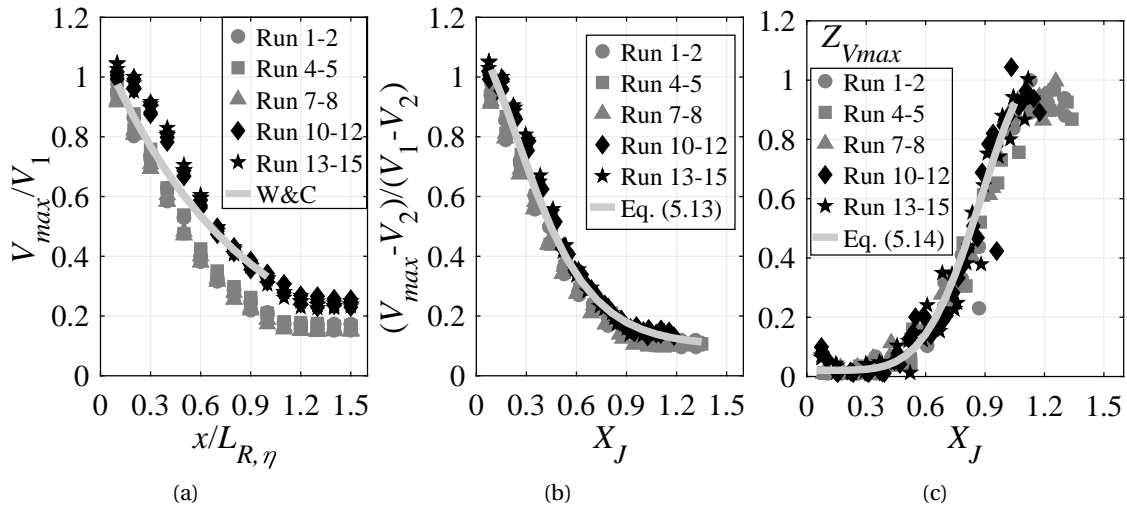 1.2
1
0.8
0.6
0.4
0.2
0
V_max/V_1
0 0.3 0.6 0.9 1.2 1.5
x/L_R, η
Run 1-2
Run 4-5
Run 7-8
Run 10-12
Run 13-15
W&C
(a)
1.2
1
0.8
0.6
0.4
0.2
0
(V_max-V_2)/(V_1-V_2)
0 0.3 0.6 0.9 1.2 1.5
X_J
Run 1-2
Run 4-5
Run 7-8
Run 10-12
Run 13-15
Eq. (5.13)
(b)
1.2
1
0.8
0.6
0.4
0.2
0
Z_Vmax
0 0.3 0.6 0.9 1.2 1.5
X_J
Run 1-2
Run 4-5
Run 7-8
Run 10-12
Run 13-15
Eq. (5.14)
(c)